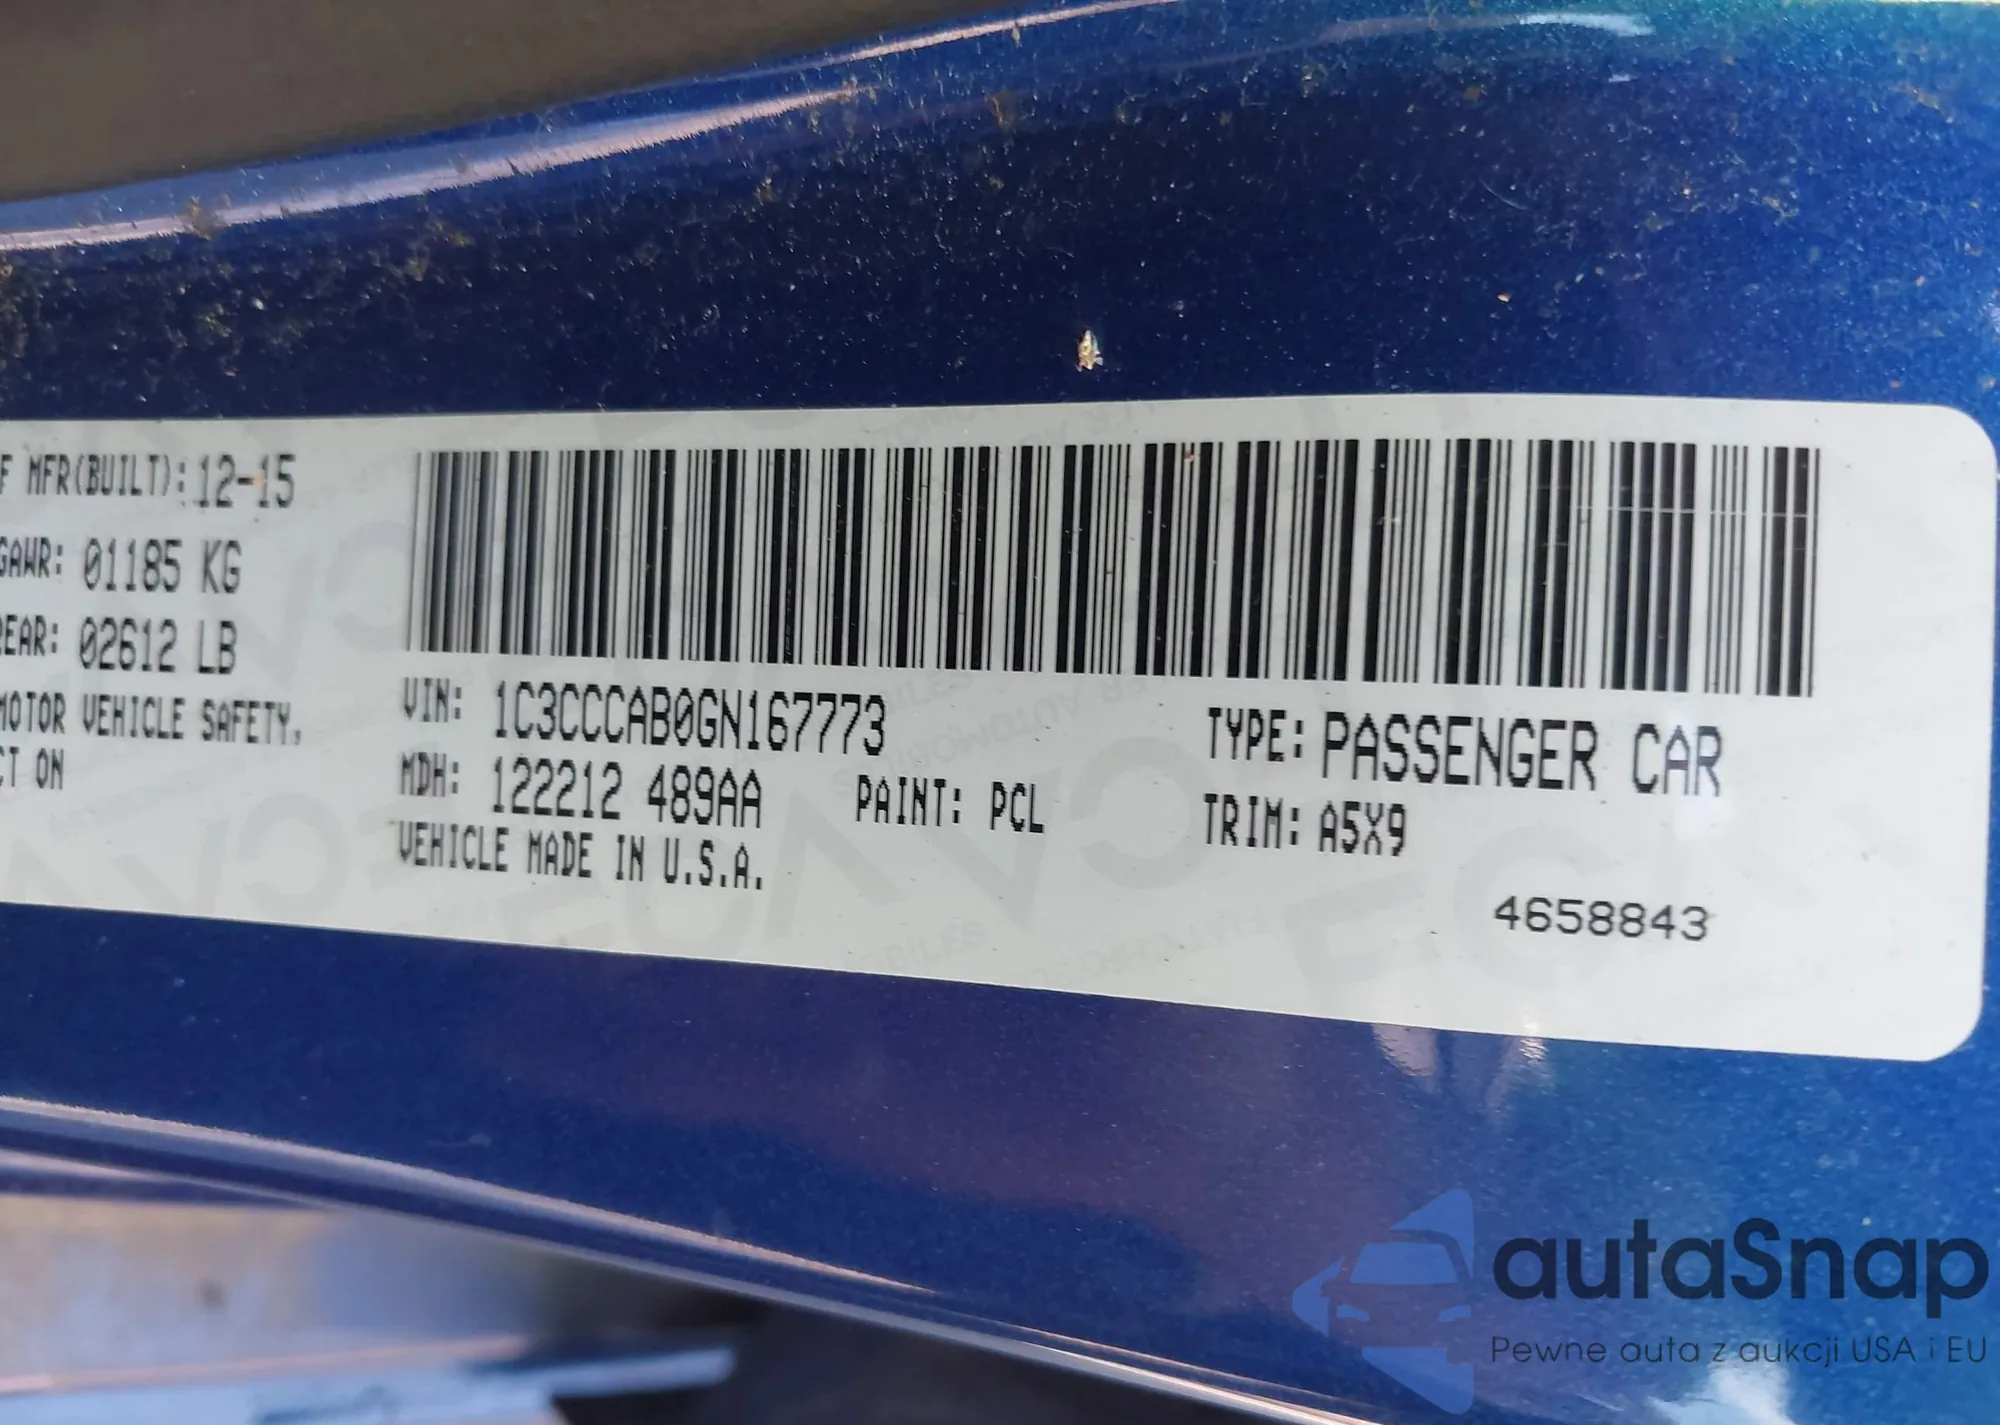 F MFR(BUILT): 12-15
GAWR: 01185 KG
REAR: 02612 LB
MOTOR VEHICLE SAFETY,
CT ON
VIN: 1C3CCCAB0GN167773
TYPE: PASSENGER CAR
MDH: 122212 489AA
PAINT: PCL
TRIM: A5X9
VEHICLE MADE IN U.S.A.
4658843
autaSnap
Pewne auta z aukcji USA i EU